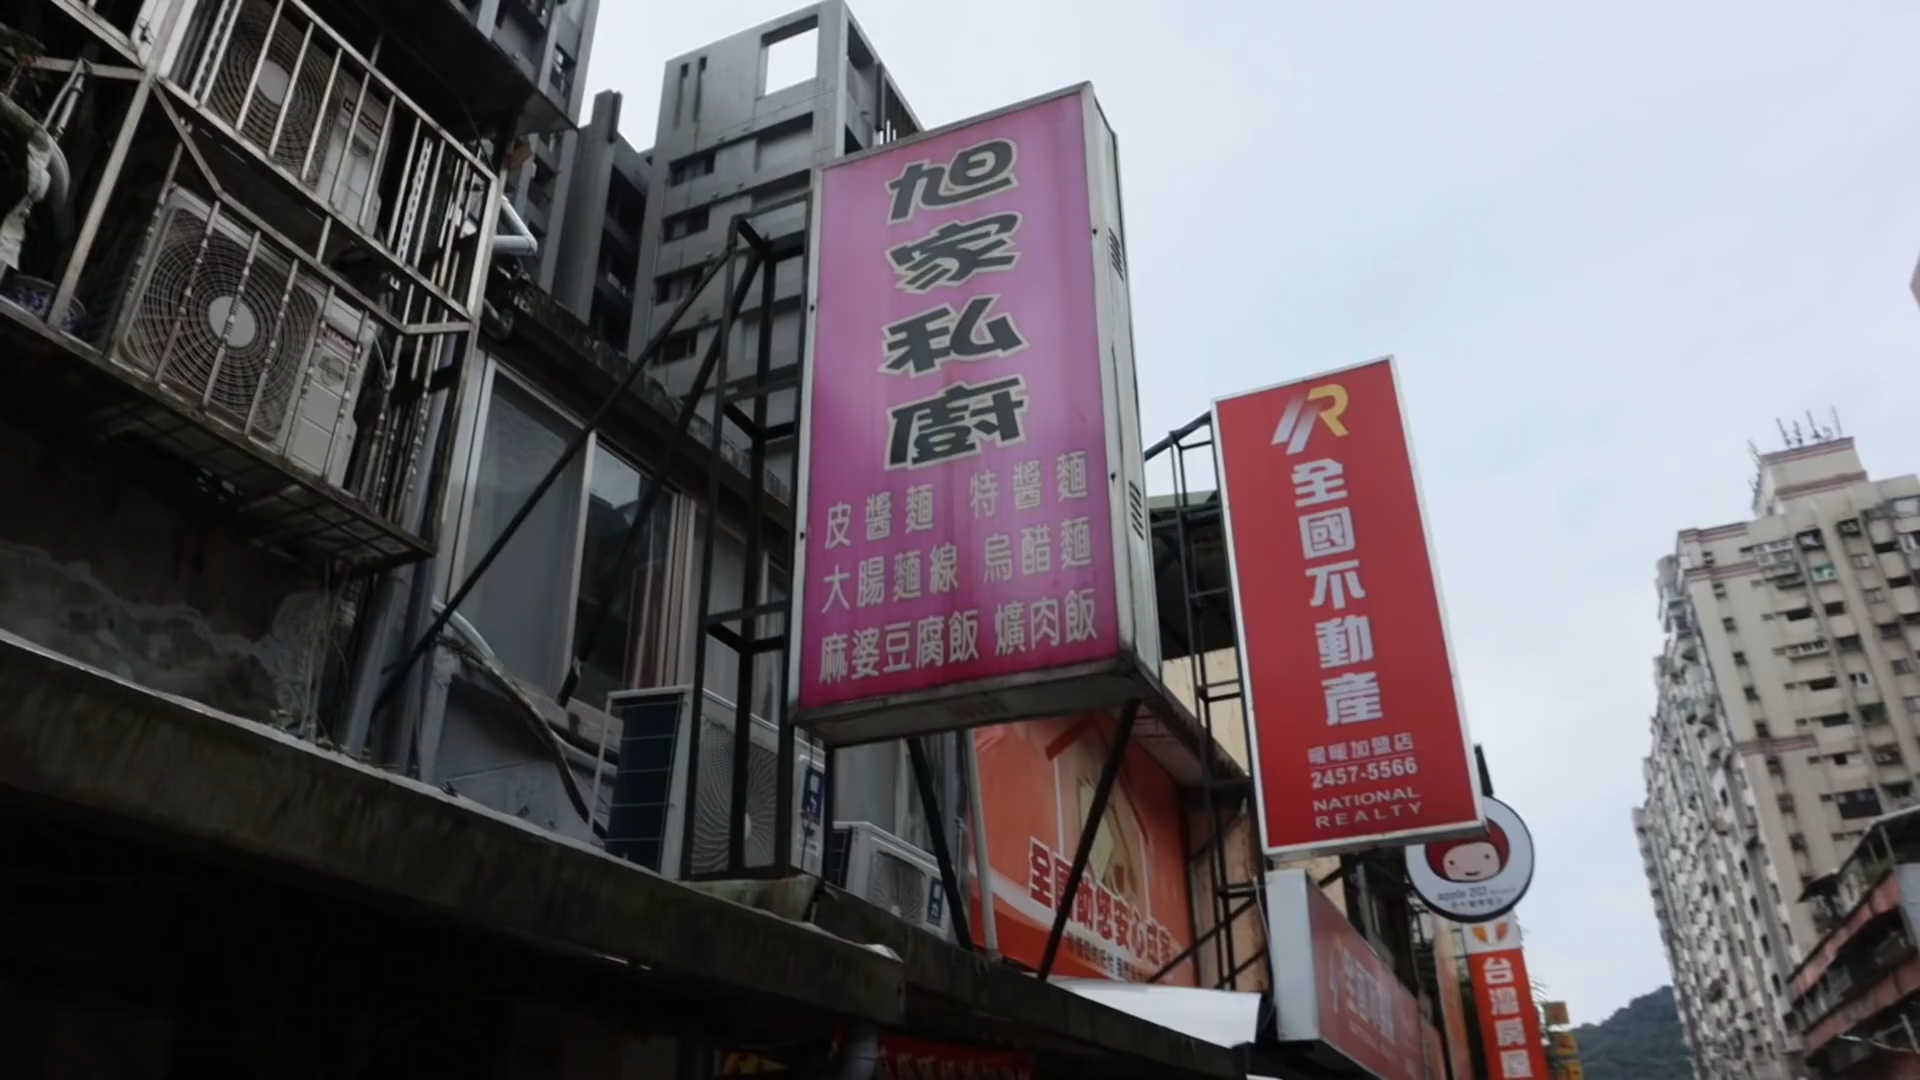 旭家私廚
皮醬麵 特醬麵
大腸麵線 烏醋麵
麻婆豆腐飯 爌肉飯
全國不動產
暖暖加盟店
2457-5566
NATIONAL
REALTY
apple 203
台灣房屋